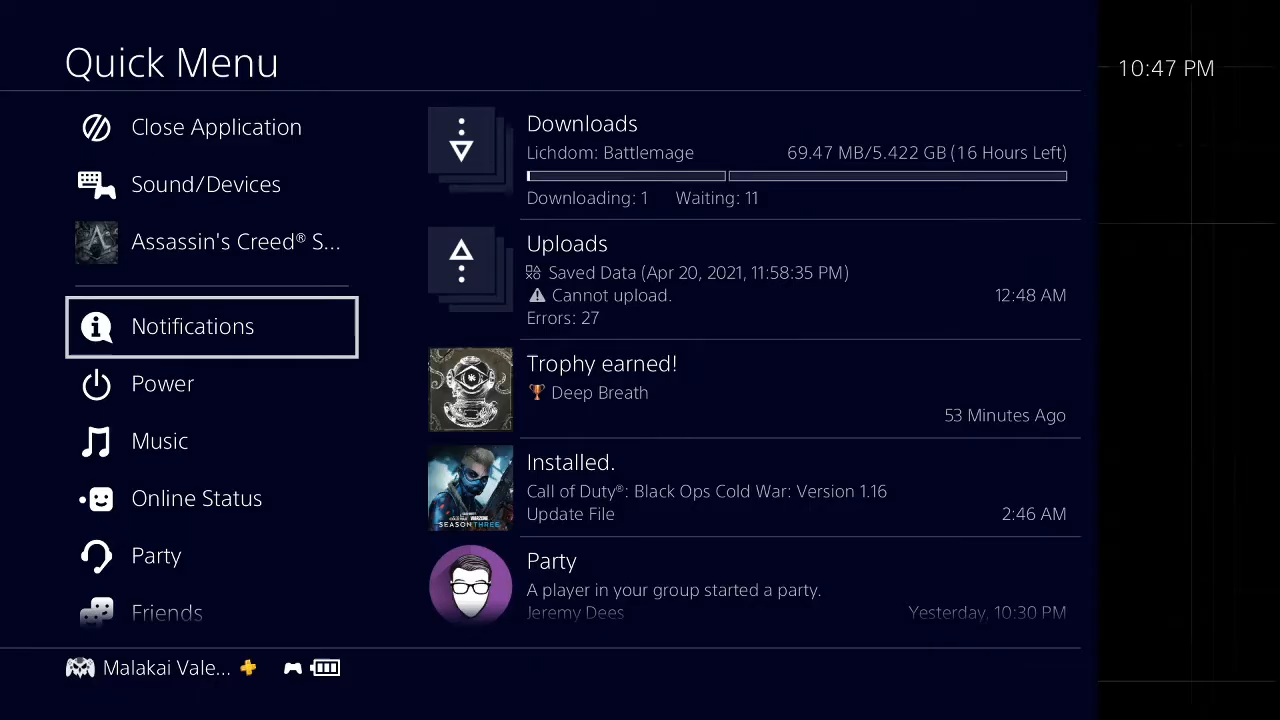 Quick Menu
10:47 PM
Close Application
Sound/Devices
Assassin's Creed® S...
Notifications
Power
Music
Online Status
Party
Friends
Downloads
Lichdom: Battlemage 69.47 MB/5.422 GB (16 Hours Left)
Downloading: 1 Waiting: 11
Uploads
Saved Data (Apr 20, 2021, 11:58:35 PM)
Cannot upload. 12:48 AM
Errors: 27
Trophy earned!
Deep Breath
53 Minutes Ago
Installed.
Call of Duty®: Black Ops Cold War: Version 1.16
Update File 2:46 AM
SEASON THREE
Party
A player in your group started a party.
Jeremy Dees Yesterday, 10:30 PM
Malakai Vale...